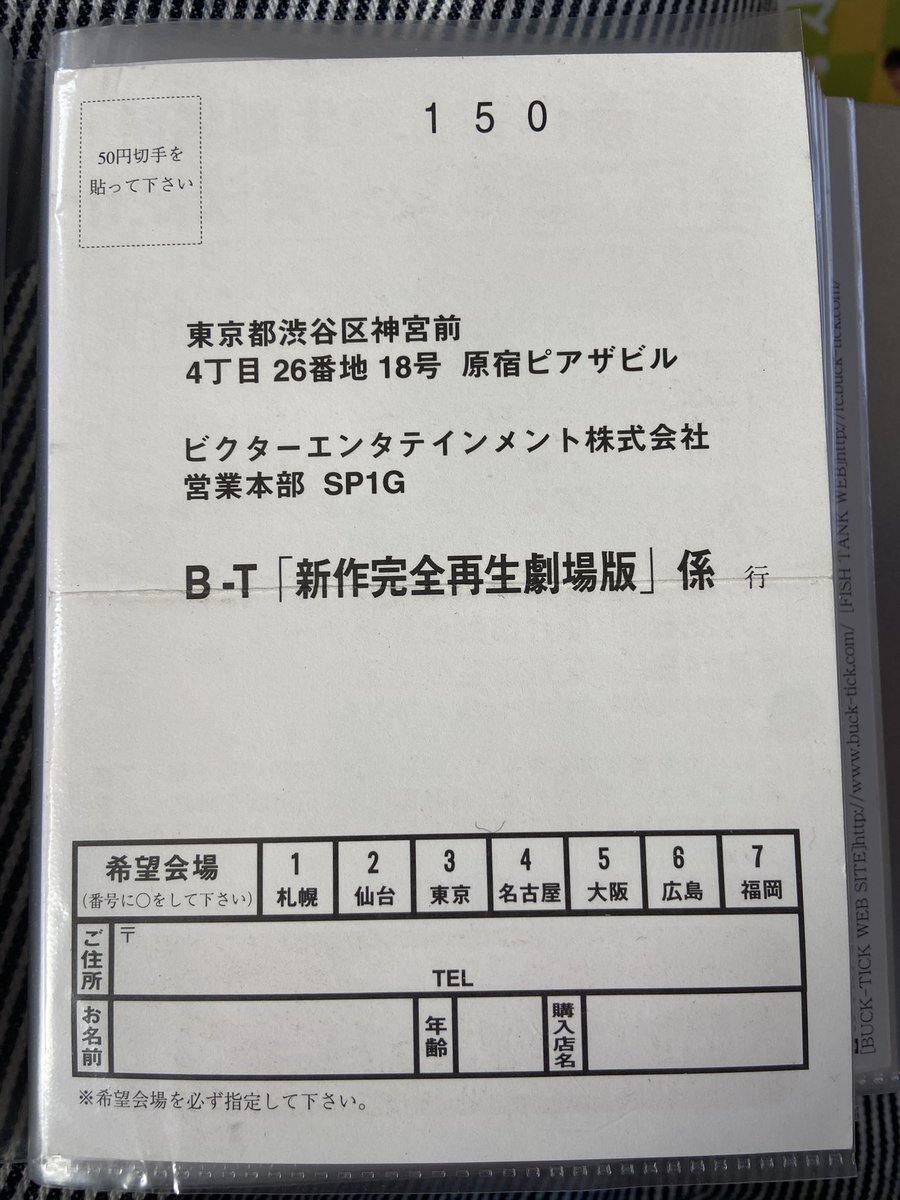 150
50円切手を
貼って下さい
東京都渋谷区神宮前
4丁目 26番地 18号 原宿ピアザビル
ビクターエンタテインメント株式会社
営業本部 SP1G
B-T「新作完全再生劇場版」係 行
希望会場
(番号に○をして下さい)
1 2 3 4 5 6 7
札幌 仙台 東京 名古屋 大阪 広島 福岡
ご住所
〒
TEL
お名前
年齢
購入店名
※希望会場を必ず指定して下さい。
[BUCK-TICK WEB SITE]http://www.buck-tick.com/ [FISH TANK WEB]http://fc.buck-tick.com/